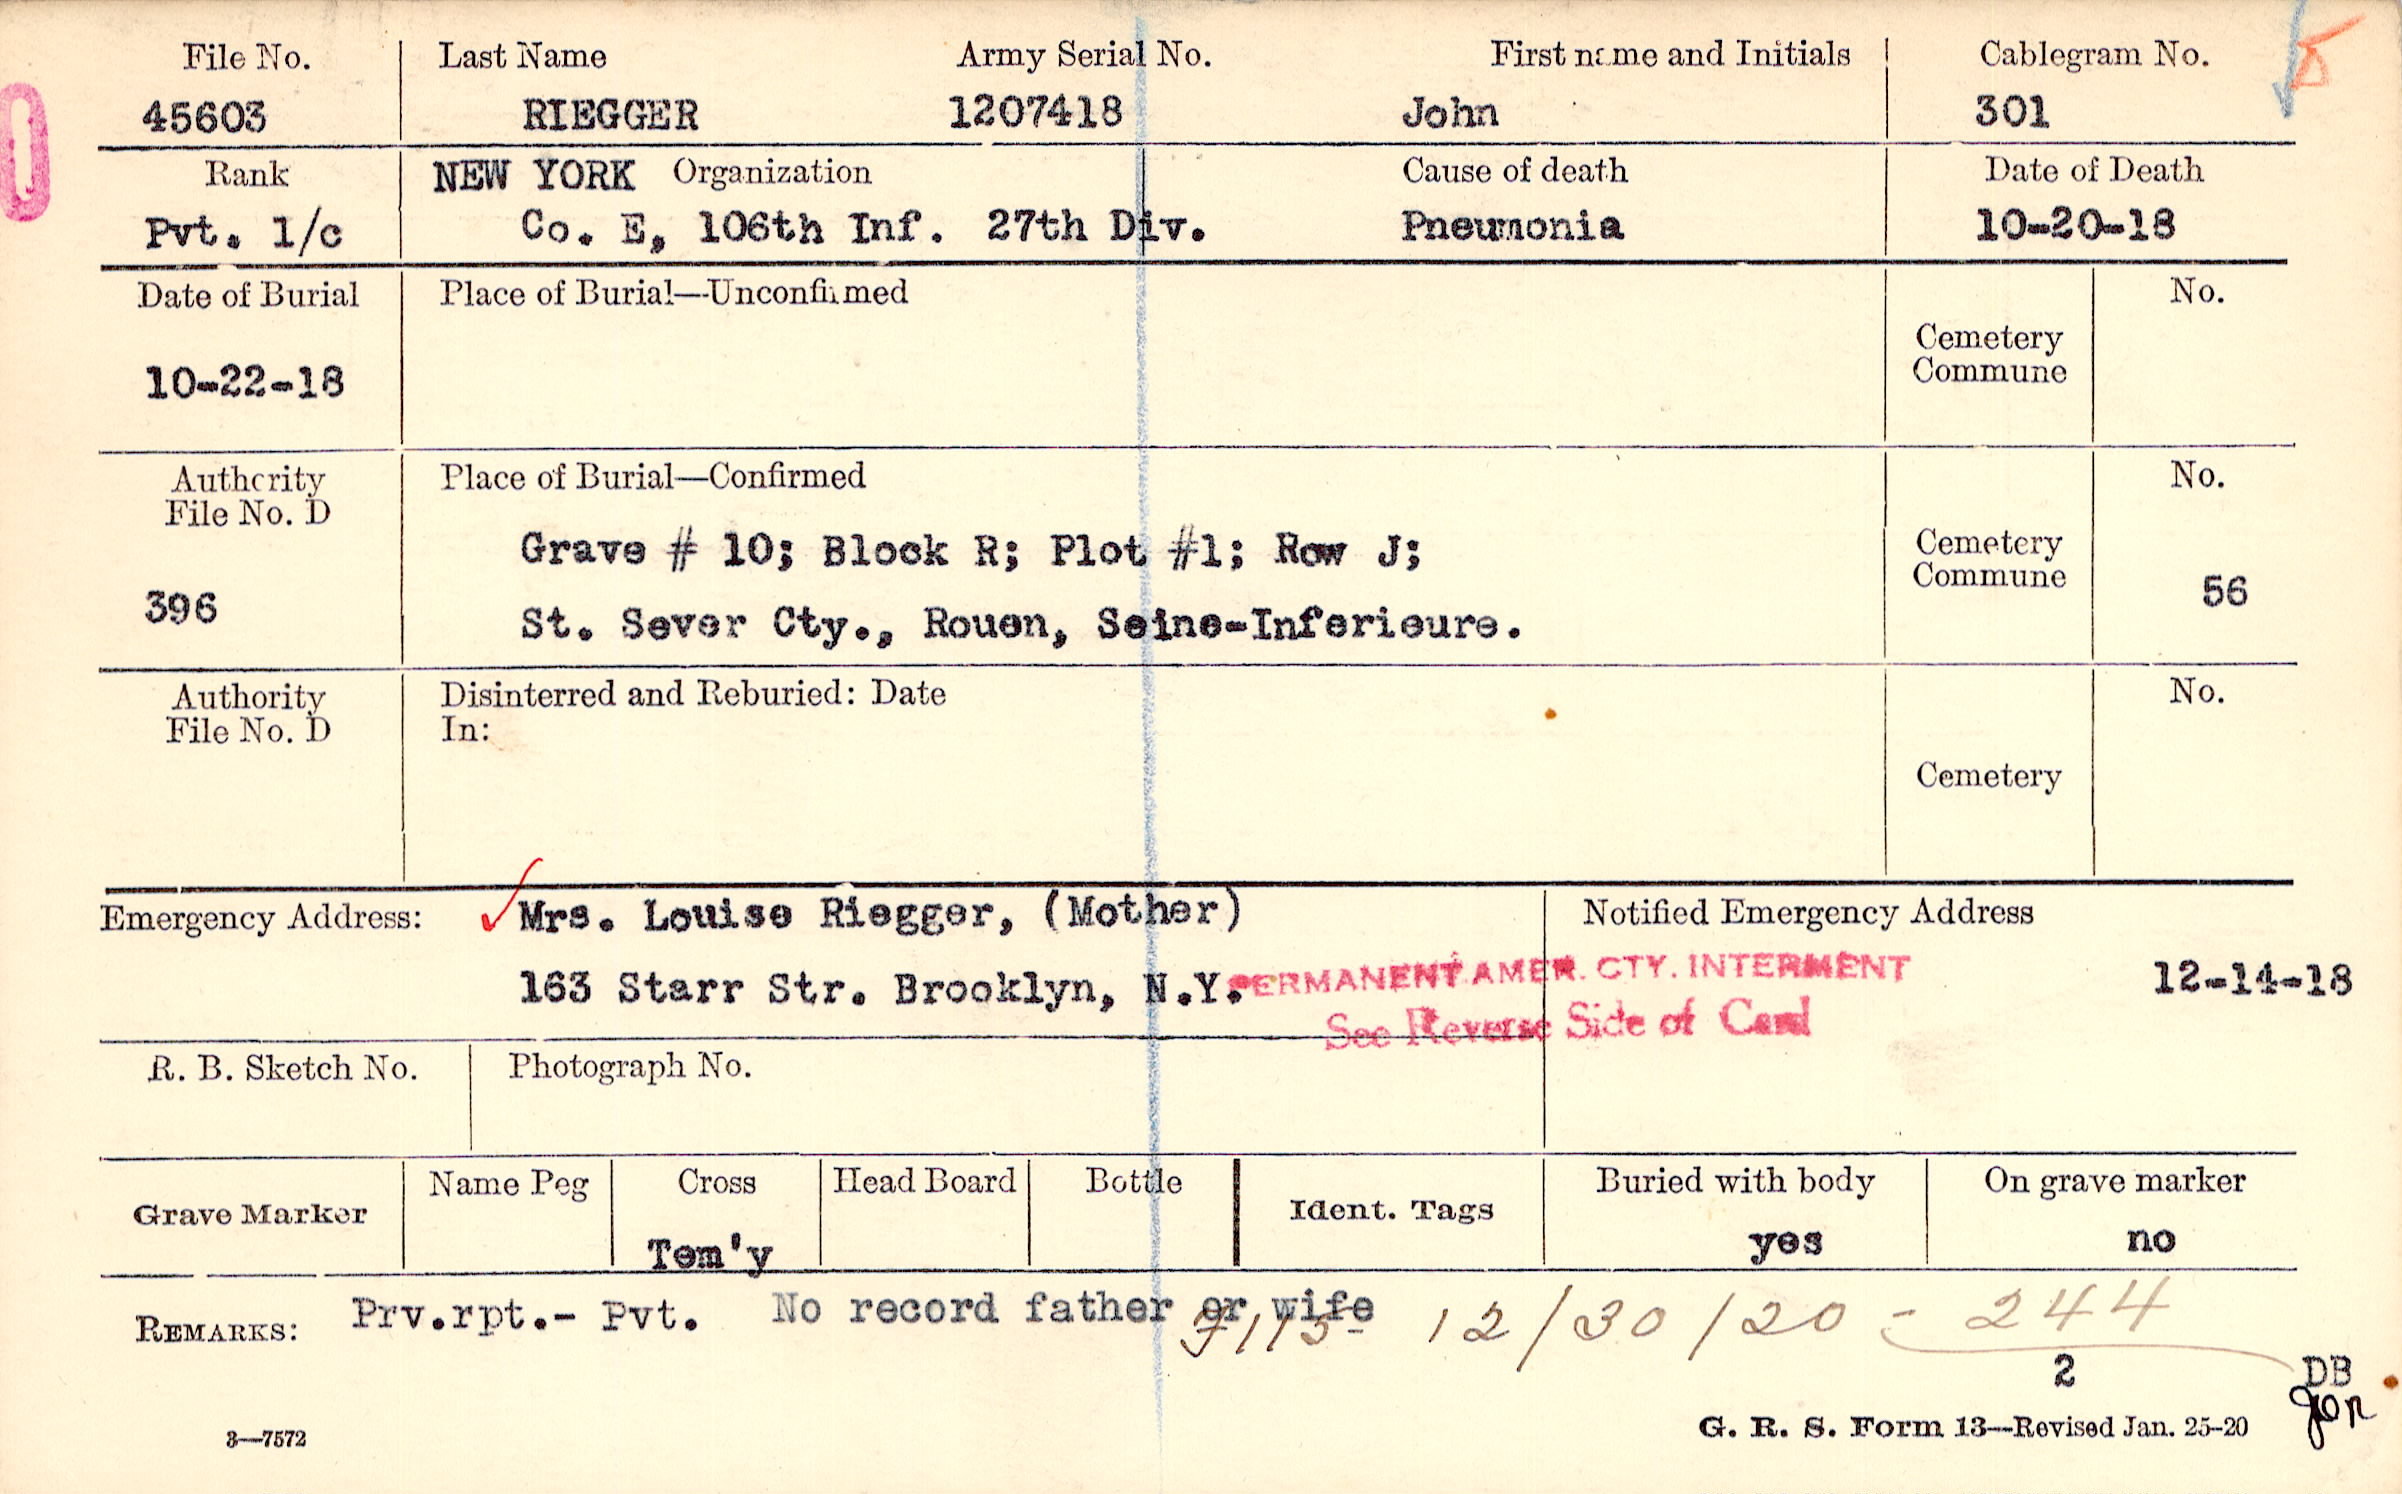 File No. Last Name Army Serial No. First name and Initials Cablegram No.
45603 RIEGGER 1207418 John 301
Rank NEW YORK Organization Cause of death Date of Death
Pvt. 1/c Co. E, 106th Inf. 27th Div. Pneumonia 10-20-18
Date of Burial Place of Burial—Unconfirmed No.
Cemetery
Commune
10-22-18
Authority Place of Burial—Confirmed No.
File No. D
Grave # 10; Block R; Plot #1; Row J; Cemetery
Commune 56
396 St. Sever Cty., Rouen, Seine-Inferieure.
Authority Disinterred and Reburied: Date No.
File No. D In:
Cemetery
Emergency Address: Mrs. Louise Riegger, (Mother) Notified Emergency Address
163 Starr Str. Brooklyn, N.Y. PERMANENT AMER. CTY. INTERMENT 12-14-18
See Reverse Side of Card
R. B. Sketch No. Photograph No.
Grave Marker Name Peg Cross Head Board Bottle Ident. Tags Buried with body On grave marker
Tem'y yes no
REMARKS: Prv.rpt.- Pvt. No record father or wife 12/30/20 - 244
2 DB
3—7572 G. R. S. Form 13—Revised Jan. 25-20